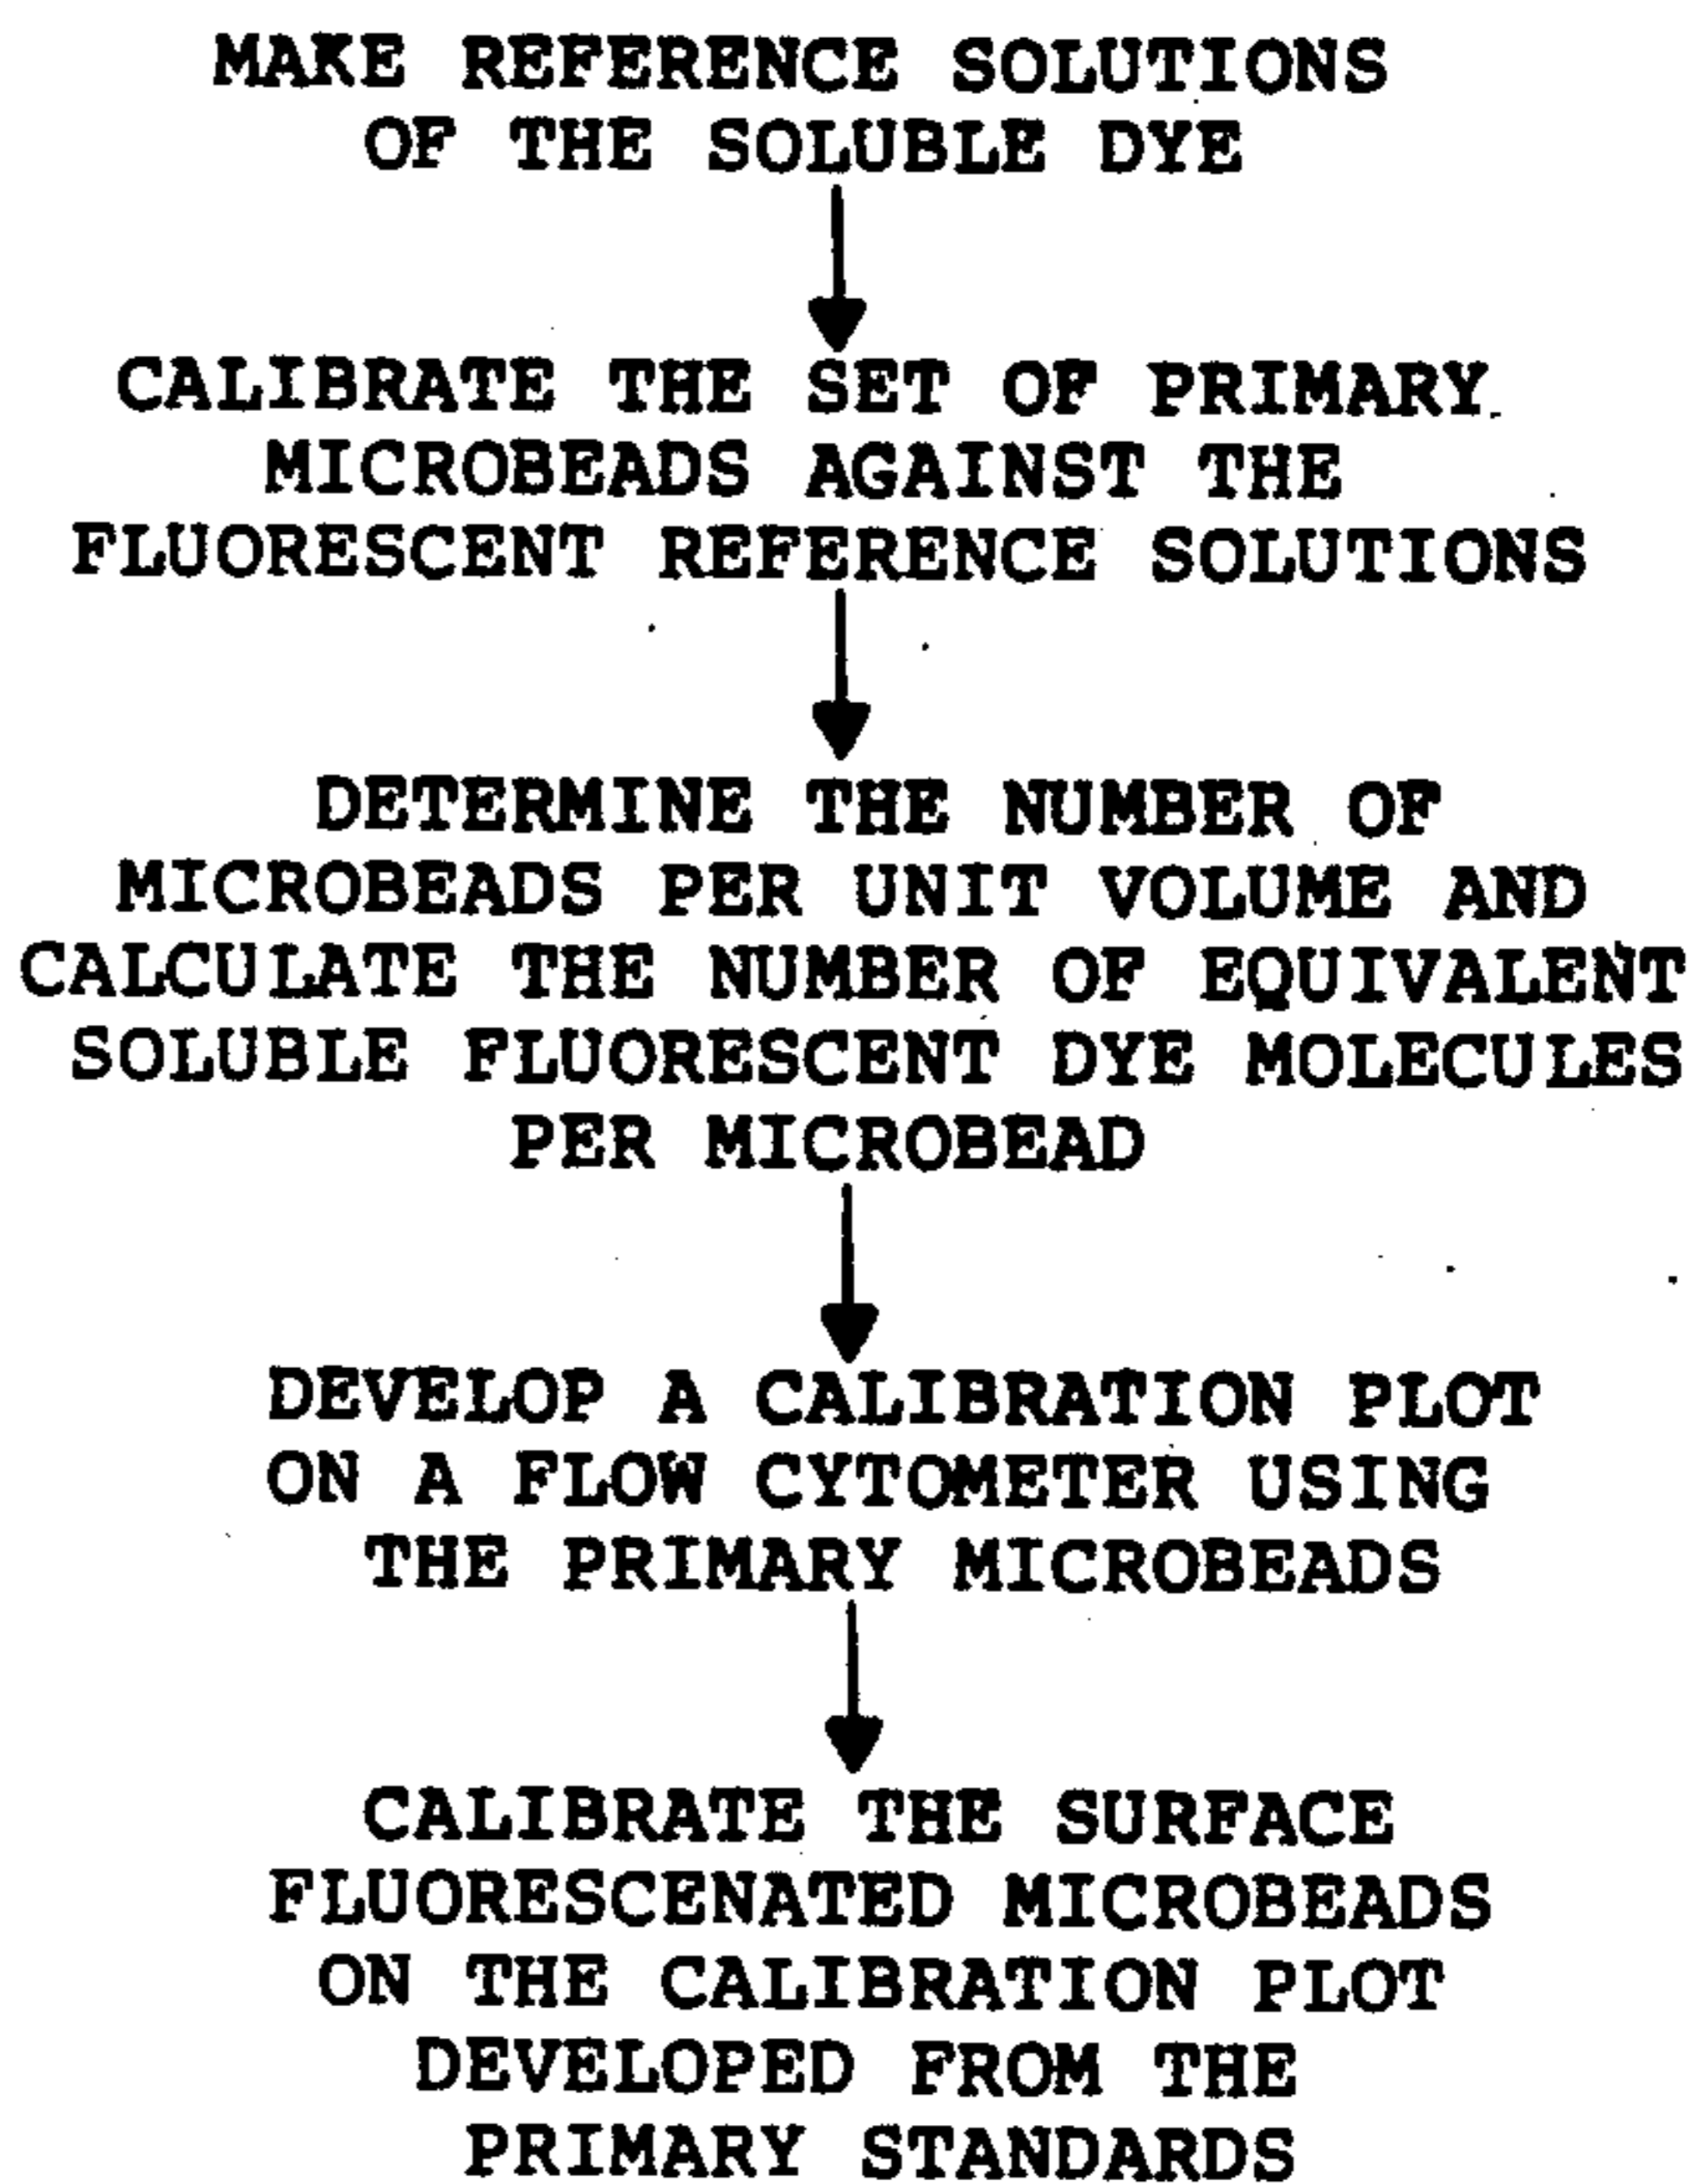 MAKE REFERENCE SOLUTIONS
OF THE SOLUBLE DYE
CALIBRATE THE SET OF PRIMARY
MICROBEADS AGAINST THE
FLUORESCENT REFERENCE SOLUTIONS
DETERMINE THE NUMBER OF
MICROBEADS PER UNIT VOLUME AND
CALCULATE THE NUMBER OF EQUIVALENT
SOLUBLE FLUORESCENT DYE MOLECULES
PER MICROBEAD
DEVELOP A CALIBRATION PLOT
ON A FLOW CYTOMETER USING
THE PRIMARY MICROBEADS
CALIBRATE THE SURFACE
FLUORESCENATED MICROBEADS
ON THE CALIBRATION PLOT
DEVELOPED FROM THE
PRIMARY STANDARDS